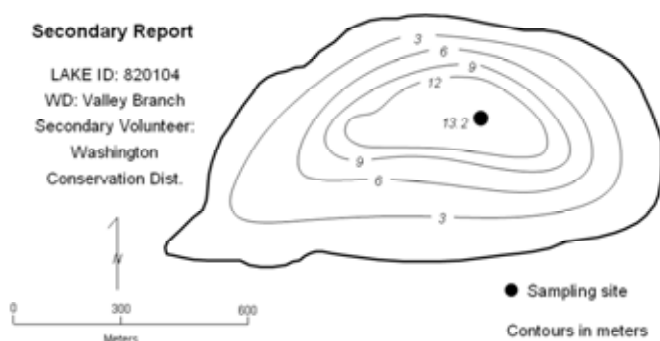 Secondary Report
LAKE ID: 820104
WD: Valley Branch
Secondary Volunteer:
Washington
Conservation Dist.
3
6
9
12
13.2
9
6
3
N
0 300 600
Meters
Sampling site
Contours in meters